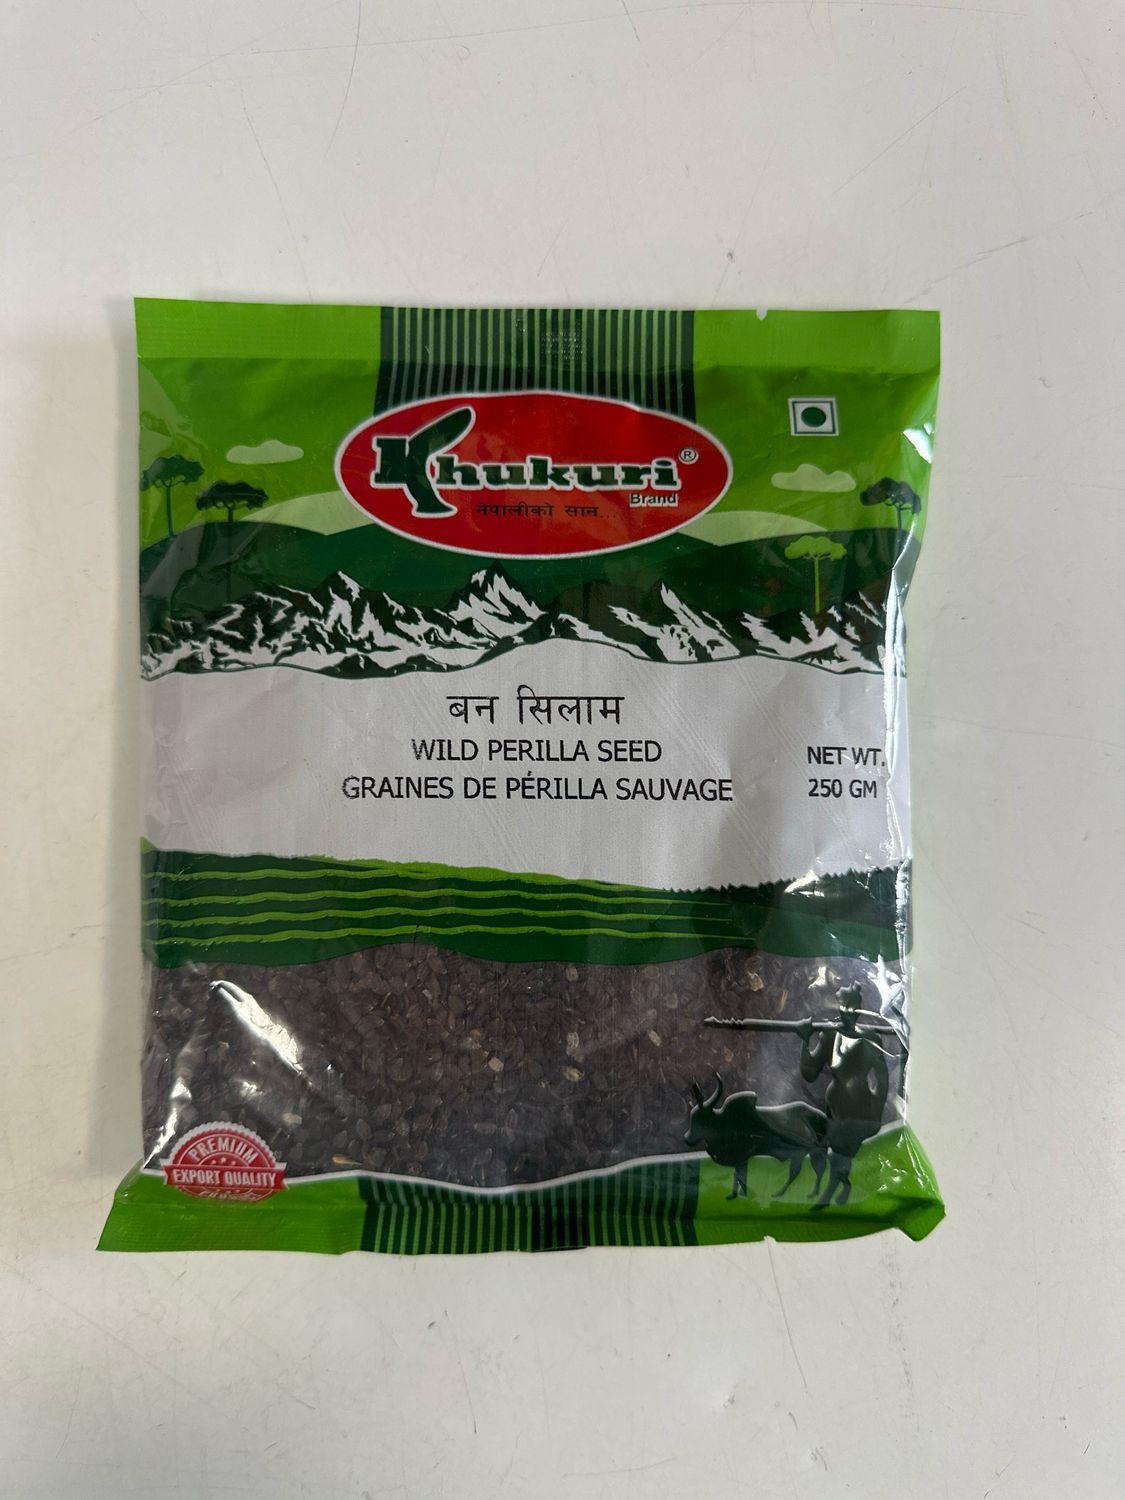 Khukuri®
Brand
नेपालीको सान...
बन सिलाम
WILD PERILLA SEED
GRAINES DE PÉRILLA SAUVAGE
NET WT.
250 GM
PREMIUM
EXPORT QUALITY